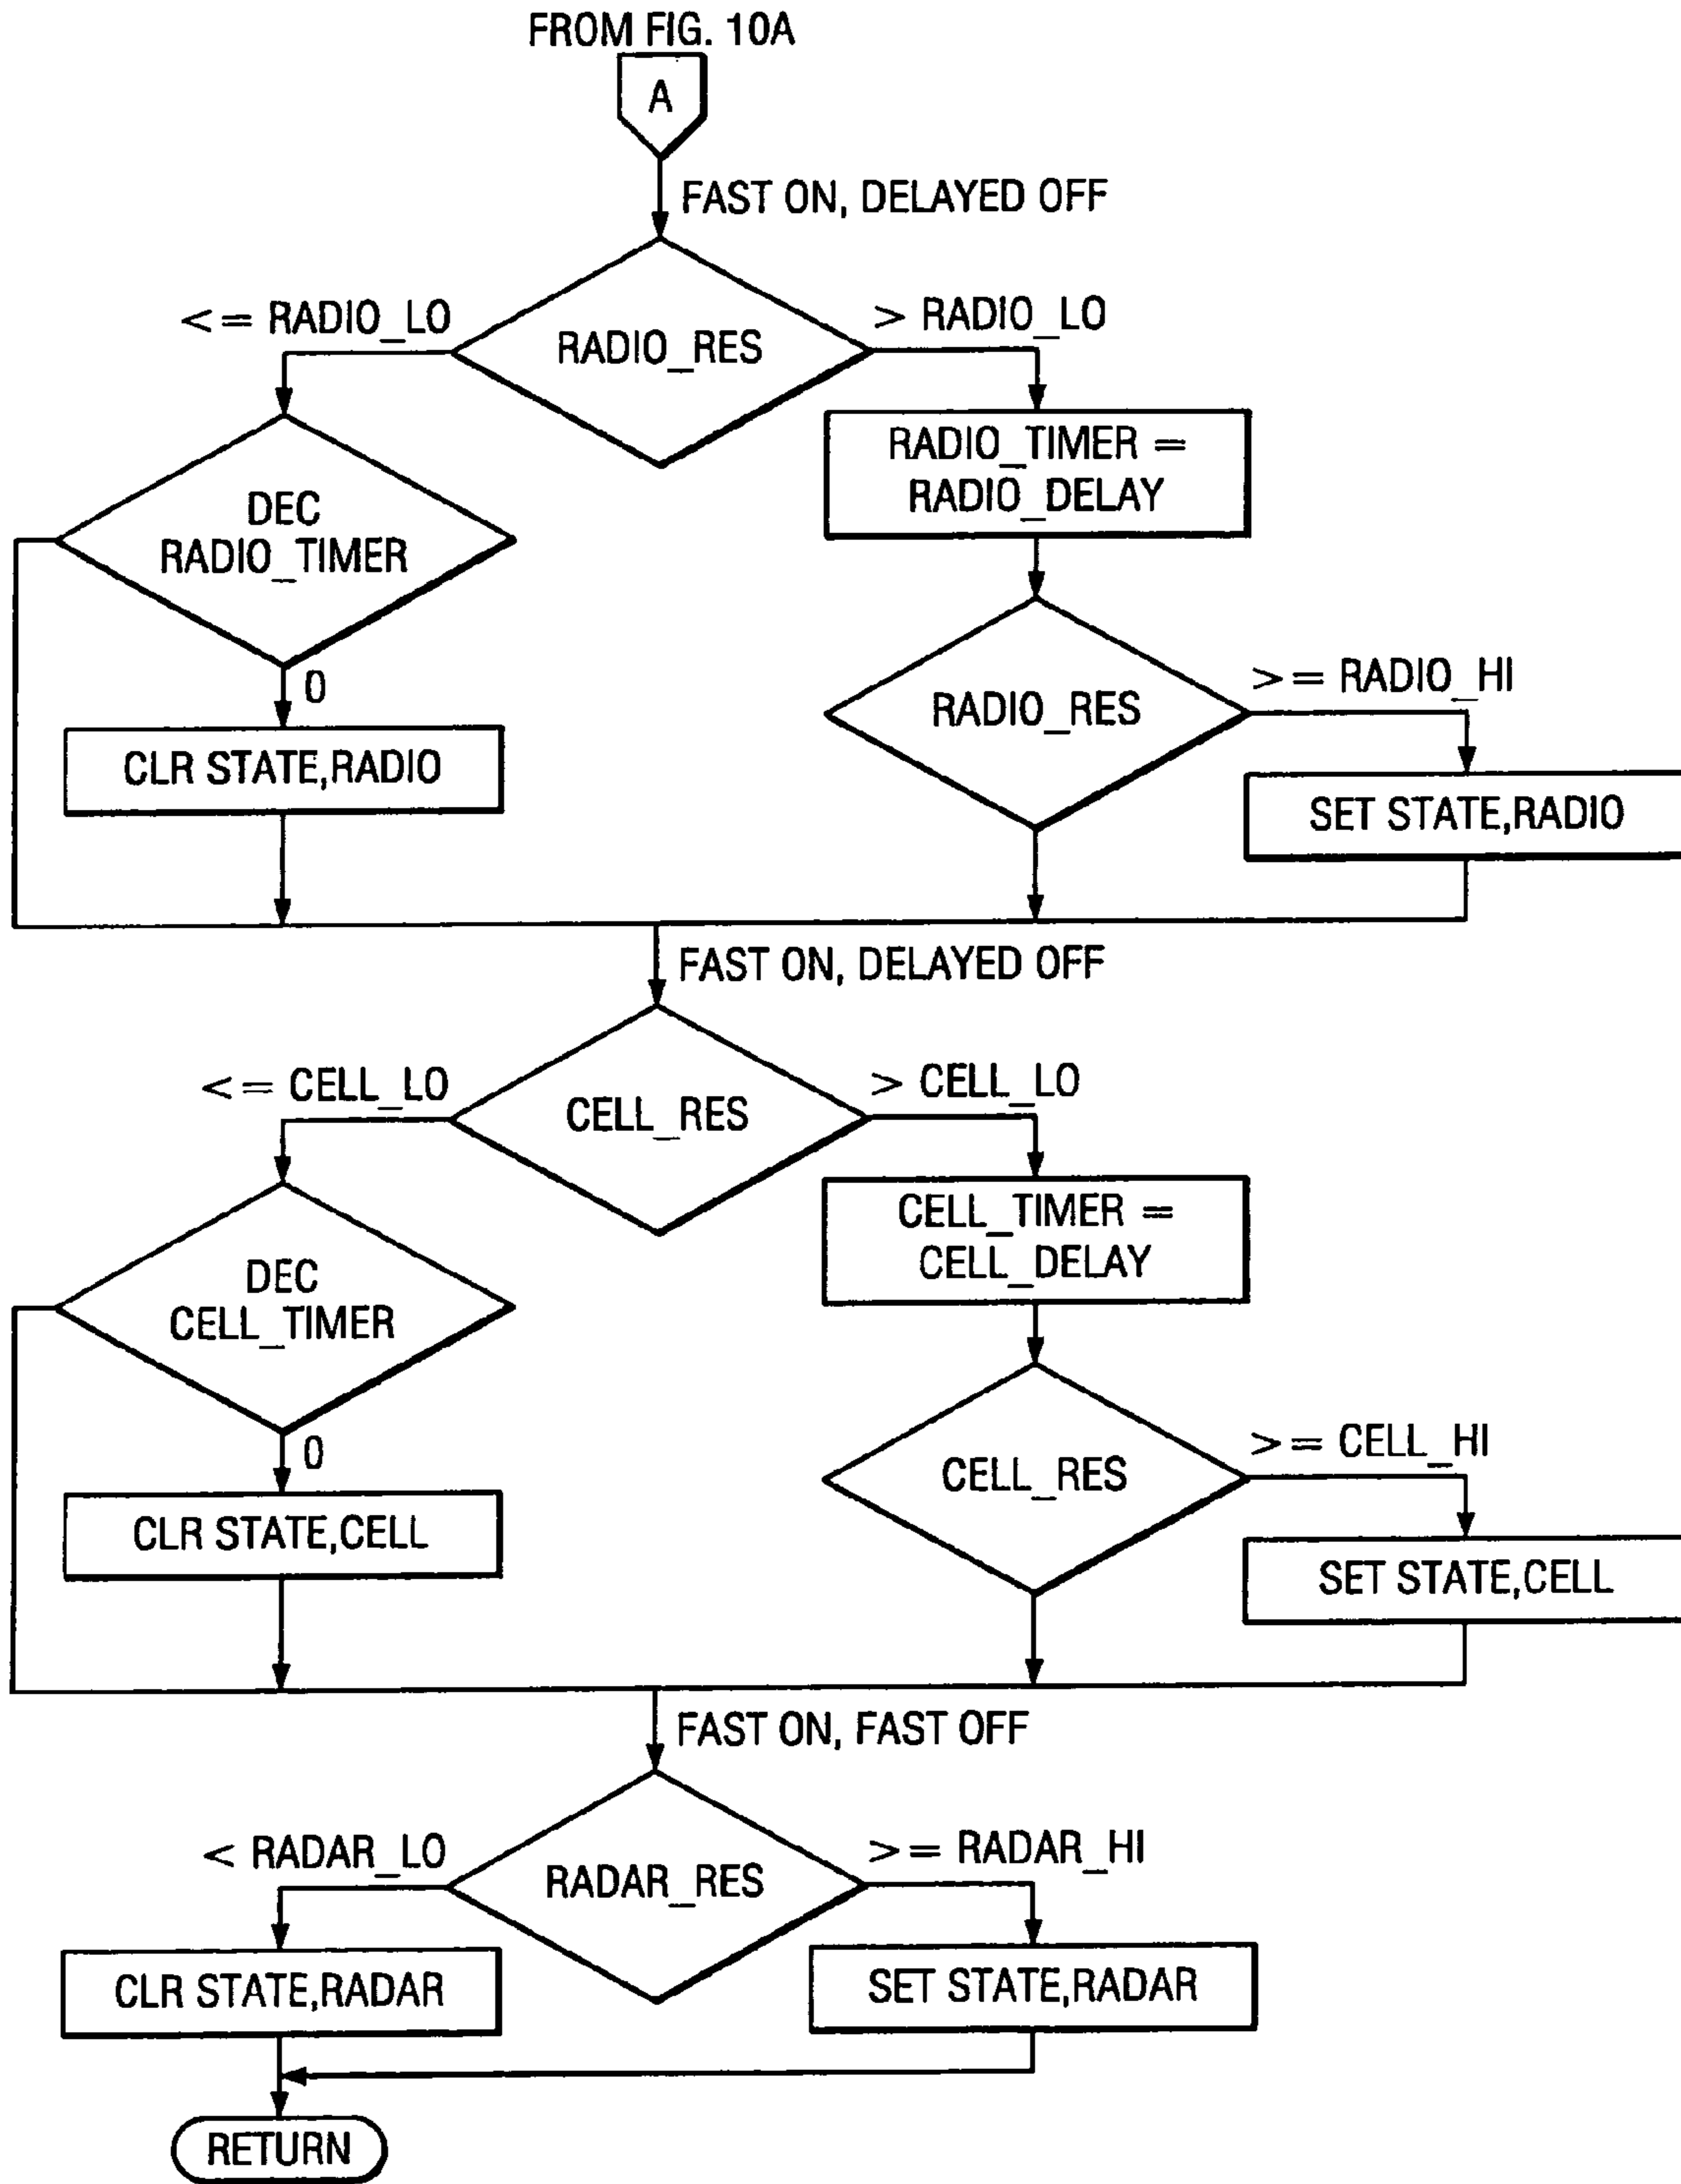 FROM FIG. 10A
A
FAST ON, DELAYED OFF
<= RADIO_LO
RADIO_RES
> RADIO_LO
RADIO_TIMER =
RADIO_DELAY
DEC
RADIO_TIMER
0
CLR STATE,RADIO
RADIO_RES
>= RADIO_HI
SET STATE,RADIO
FAST ON, DELAYED OFF
<= CELL_LO
CELL_RES
> CELL_LO
CELL_TIMER =
CELL_DELAY
DEC
CELL_TIMER
0
CLR STATE,CELL
CELL_RES
>= CELL_HI
SET STATE,CELL
FAST ON, FAST OFF
< RADAR_LO
RADAR_RES
>= RADAR_HI
CLR STATE,RADAR
SET STATE,RADAR
RETURN